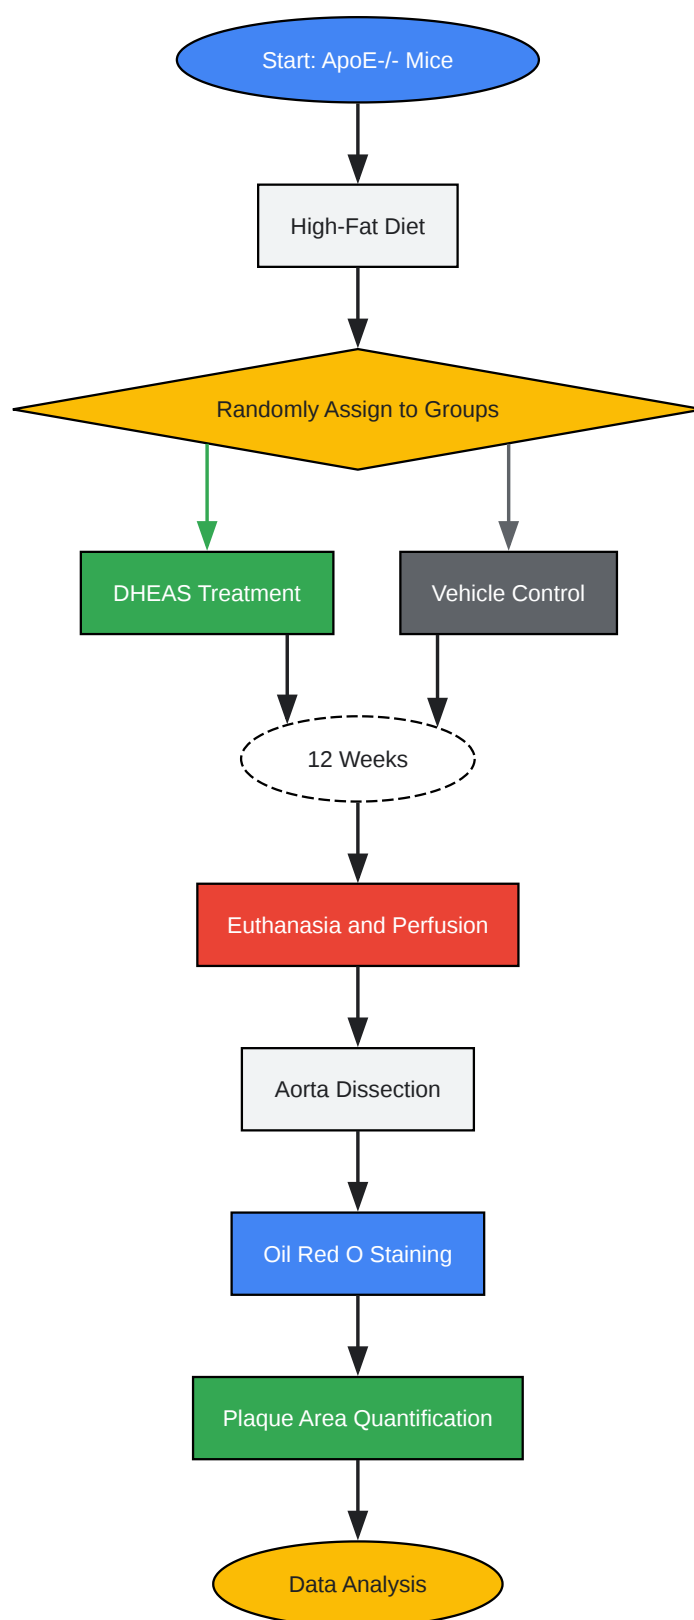 Start: ApoE-/- Mice
High-Fat Diet
Randomly Assign to Groups
DHEAS Treatment
Vehicle Control
12 Weeks
Euthanasia and Perfusion
Aorta Dissection
Oil Red O Staining
Plaque Area Quantification
Data Analysis